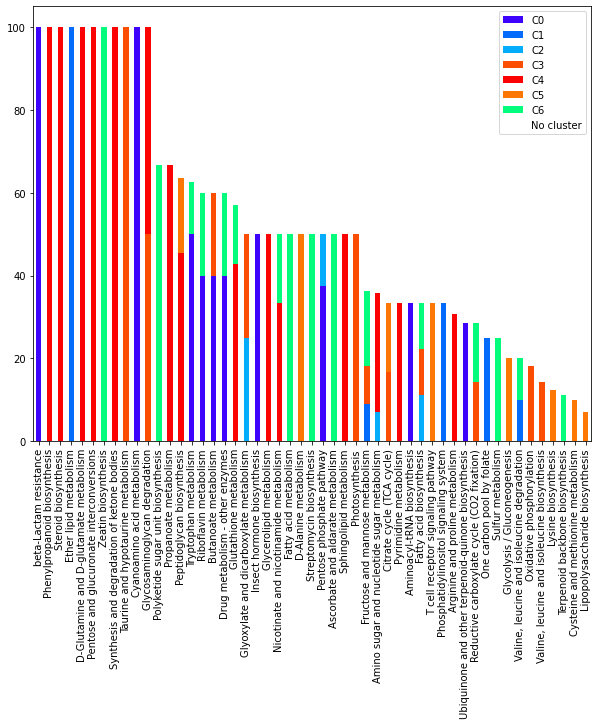 100
80
60
40
20
0
C0
C1
C2
C3
C4
C5
C6
No cluster
beta-Lactam resistance
Phenylpropanoid biosynthesis
Steroid biosynthesis
Ether lipid metabolism
D-Glutamine and D-glutamate metabolism
Pentose and glucuronate interconversions
Zeatin biosynthesis
Synthesis and degradation of ketone bodies
Taurine and hypotaurine metabolism
Cyanoamino acid metabolism
Glycosaminoglycan degradation
Polyketide sugar unit biosynthesis
Propanoate metabolism
Peptidoglycan biosynthesis
Tryptophan metabolism
Riboflavin metabolism
Butanoate metabolism
Drug metabolism - other enzymes
Glutathione metabolism
Glyoxylate and dicarboxylate metabolism
Insect hormone biosynthesis
Glycerolipid metabolism
Nicotinate and nicotinamide metabolism
Fatty acid metabolism
D-Alanine metabolism
Streptomycin biosynthesis
Pentose phosphate pathway
Ascorbate and aldarate metabolism
Sphingolipid metabolism
Photosynthesis
Fructose and mannose metabolism
Amino sugar and nucleotide sugar metabolism
Citrate cycle (TCA cycle)
Pyrimidine metabolism
Aminoacyl-tRNA biosynthesis
Fatty acid biosynthesis
T cell receptor signaling pathway
Phosphatidylinositol signaling system
Arginine and proline metabolism
Ubiquinone and other terpenoid-quinone biosynthesis
Reductive carboxylate cycle (CO2 fixation)
One carbon pool by folate
Sulfur metabolism
Glycolysis / Gluconeogenesis
Valine, leucine and isoleucine degradation
Oxidative phosphorylation
Valine, leucine and isoleucine biosynthesis
Lysine biosynthesis
Terpenoid backbone biosynthesis
Cysteine and methionine metabolism
Lipopolysaccharide biosynthesis